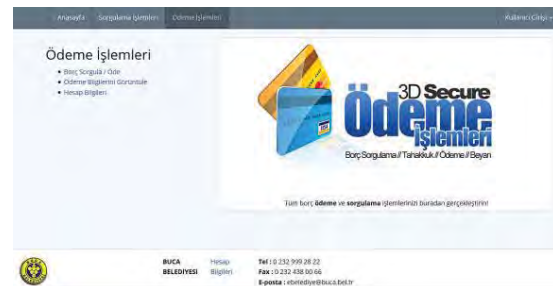 Anasayfa Sorgulama İşlemleri Ödeme İşlemleri Kullanıcı Girişi
Ödeme İşlemleri
Borç Sorgula / Öde
Ödeme Bilgilerini Görüntüle
Hesap Bilgileri
3D Secure
Ödeme
İşlemleri
Borç Sorgulama // Tahakkuk // Ödeme // Beyan
Tüm borç ödeme ve sorgulama işlemlerinizi buradan gerçekleştirin!
BUCA BELEDİYESİ
Hesap Bilgileri
Tel : 0 232 999 28 22
Fax : 0 232 438 00 66
E-posta : ebelediye@buca.bel.tr